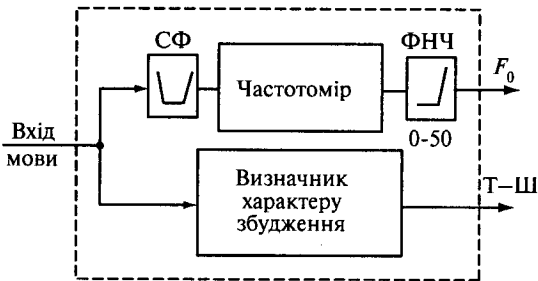 СФ
ФНЧ
Частотомір
F₀
0-50
Вхід
мови
Визначник
характеру
збудження
Т–Ш